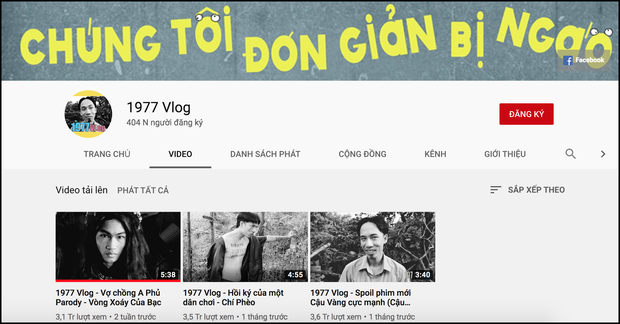 CHÚNG TÔI ĐƠN GIẢN BỊ NGÁO
Facebook
1977 Vlog
404 N người đăng ký
ĐĂNG KÝ
TRANG CHỦ VIDEO DANH SÁCH PHÁT CỘNG ĐỒNG KÊNH GIỚI THIỆU
Video tải lên PHÁT TẤT CẢ SẮP XẾP THEO
5:38 4:55 3:40
1977 Vlog - Vợ chồng A Phủ
Parody - Vòng Xoáy Của Bạc
3,1 Tr lượt xem • 2 tuần trước
1977 Vlog - Hồi ký của một
dân chơi - Chí Phèo
3,5 Tr lượt xem • 1 tháng trước
1977 Vlog - Spoil phim mới
Cậu Vàng cực mạnh (Cậu...
3,6 Tr lượt xem • 1 tháng trước